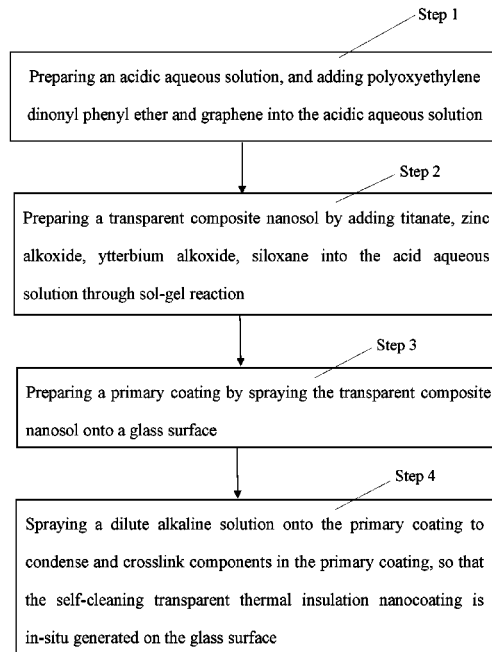 Step 1
Preparing an acidic aqueous solution, and adding polyoxyethylene
dinonyl phenyl ether and graphene into the acidic aqueous solution
Step 2
Preparing a transparent composite nanosol by adding titanate, zinc
alkoxide, ytterbium alkoxide, siloxane into the acid aqueous
solution through sol-gel reaction
Step 3
Preparing a primary coating by spraying the transparent composite
nanosol onto a glass surface
Step 4
Spraying a dilute alkaline solution onto the primary coating to
condense and crosslink components in the primary coating, so that
the self-cleaning transparent thermal insulation nanocoating is
in-situ generated on the glass surface